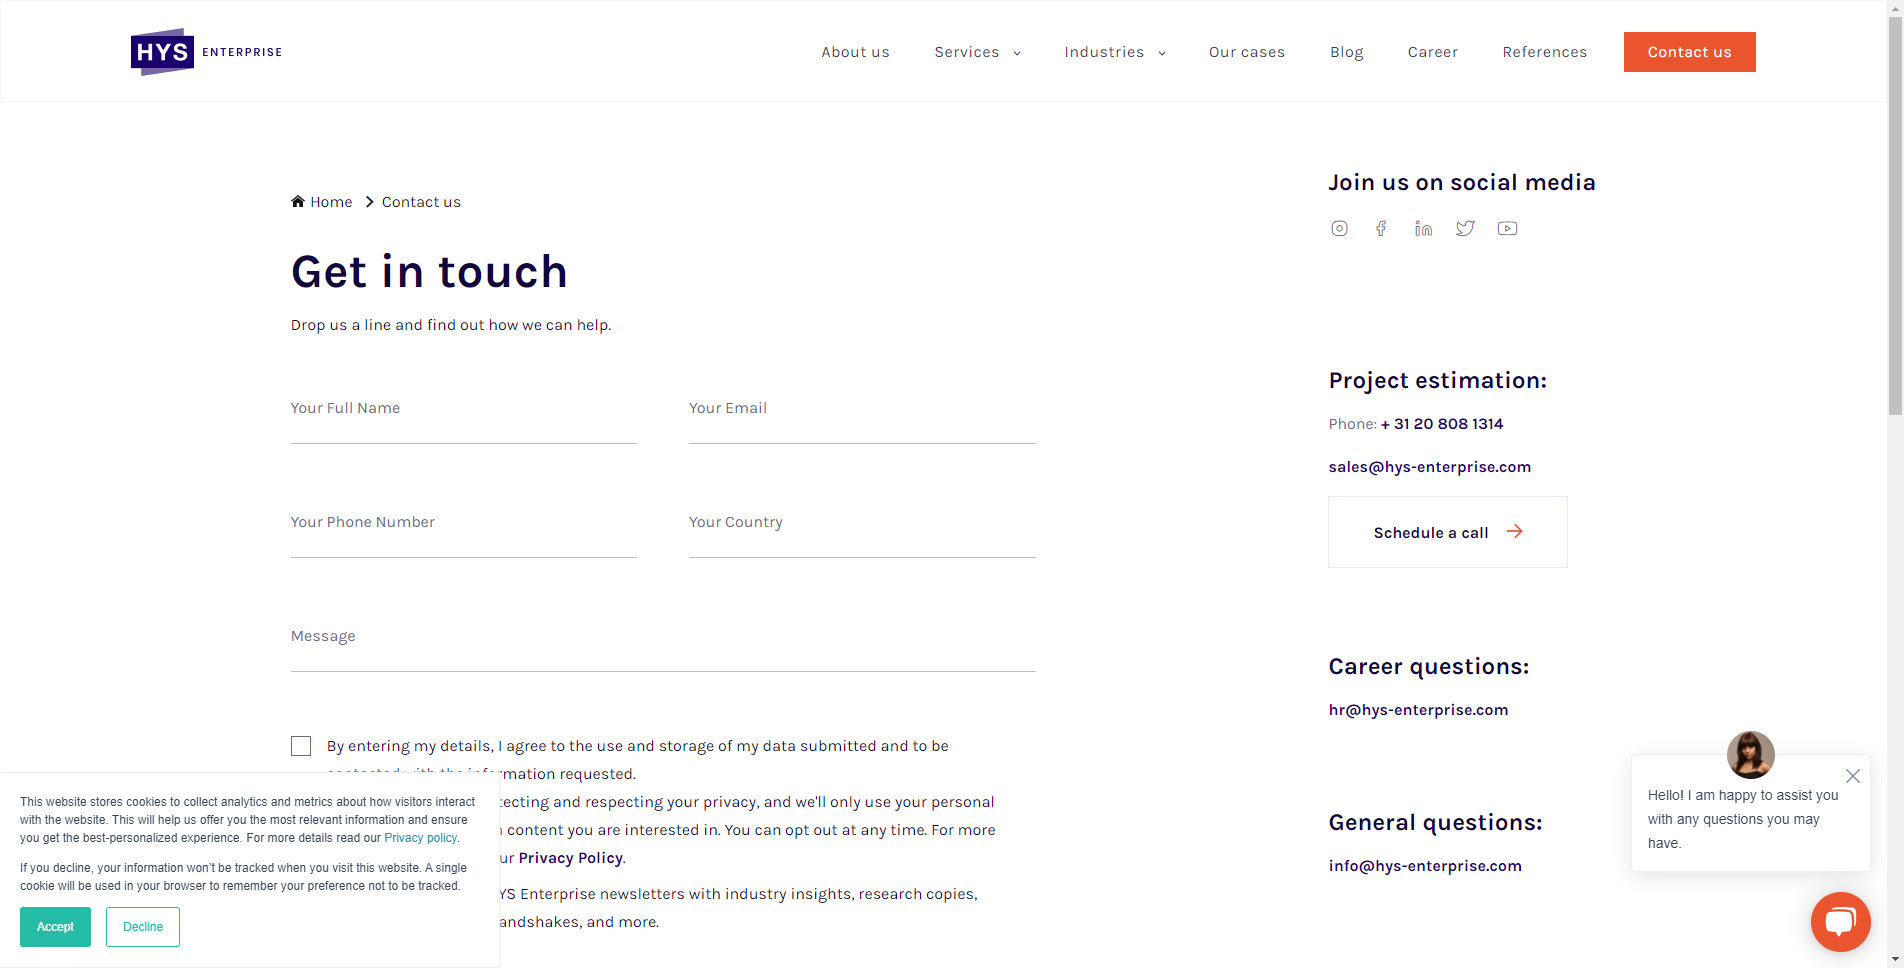 HYS ENTERPRISE
About us
Services
Industries
Our cases
Blog
Career
References
Contact us
Home
Contact us
Get in touch
Drop us a line and find out how we can help.
Your Full Name
Your Email
Your Phone Number
Your Country
Message
By entering my details, I agree to the use and storage of my data submitted and to be
mation requested.
tecting and respecting your privacy, and we'll only use your personal
content you are interested in. You can opt out at any time. For more
ur Privacy Policy.
YS Enterprise newsletters with industry insights, research copies,
andshakes, and more.
Join us on social media
Project estimation:
Phone: + 31 20 808 1314
sales@hys-enterprise.com
Schedule a call
Career questions:
hr@hys-enterprise.com
General questions:
info@hys-enterprise.com
This website stores cookies to collect analytics and metrics about how visitors interact
with the website. This will help us offer you the most relevant information and ensure
you get the best-personalized experience. For more details read our Privacy policy.
If you decline, your information won't be tracked when you visit this website. A single
cookie will be used in your browser to remember your preference not to be tracked.
Accept
Decline
Hello! I am happy to assist you
with any questions you may
have.